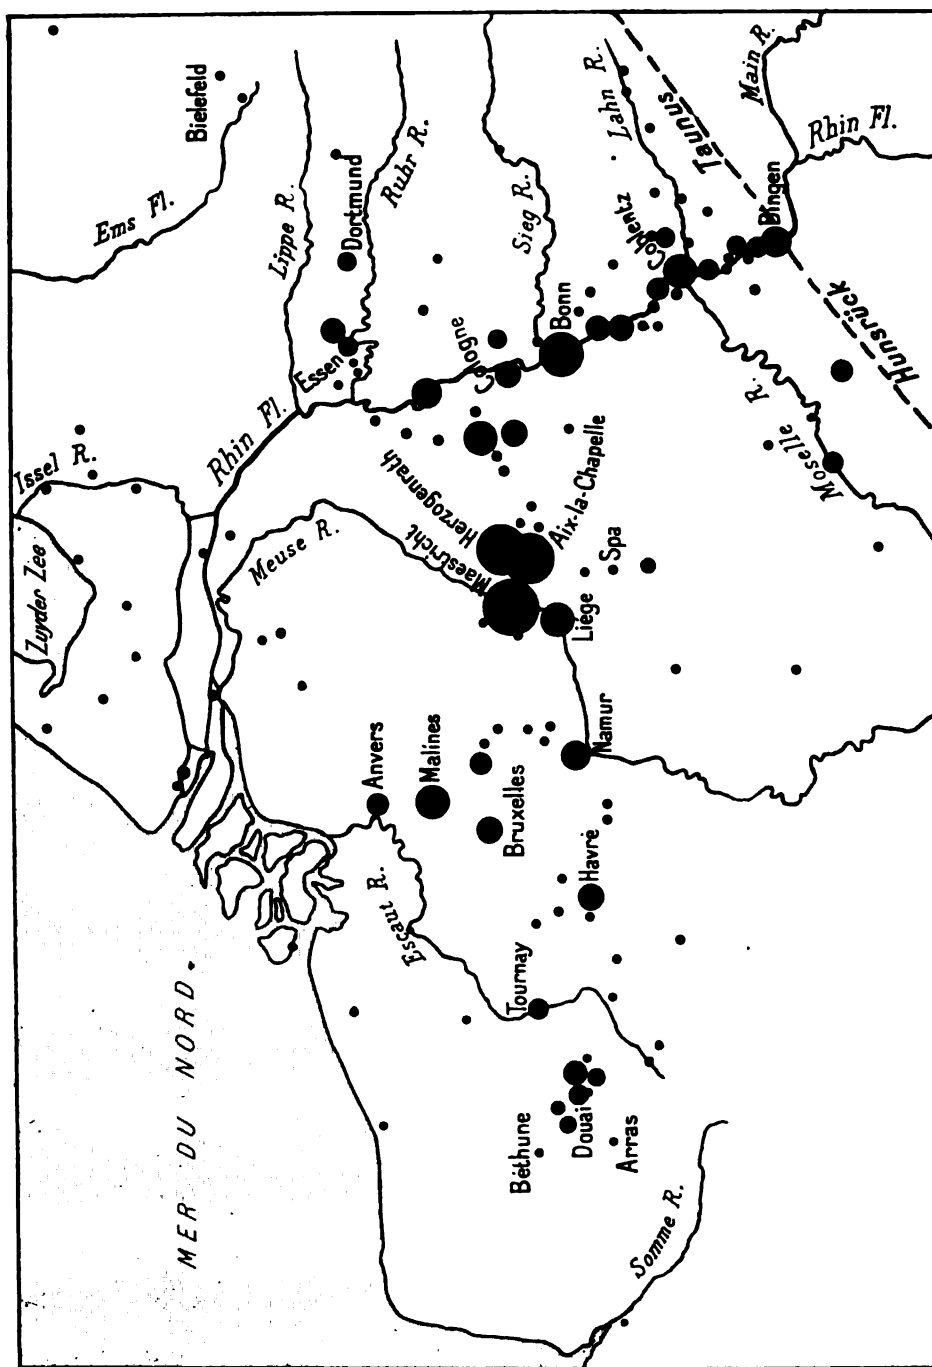 MER DU NORD.
Zuyder Zee
Issel R.
Ems Fl.
Bielefeld
Rhin Fl.
Lippe R.
Dortmund
Ruhr R.
Essen
Meuse R.
Herzogenrath
Maestricht
Aix-la-Chapelle
Cologne
Bonn
Sieg R.
Coblentz
Lahn R.
Taunus
Main R.
Rhin Fl.
Bingen
Hunsrück
Moselle R.
Liège
Spa
Namur
Anvers
Malines
Bruxelles
Havré
Escaut R.
Tournay
Béthune
Douai
Arras
Somme R.